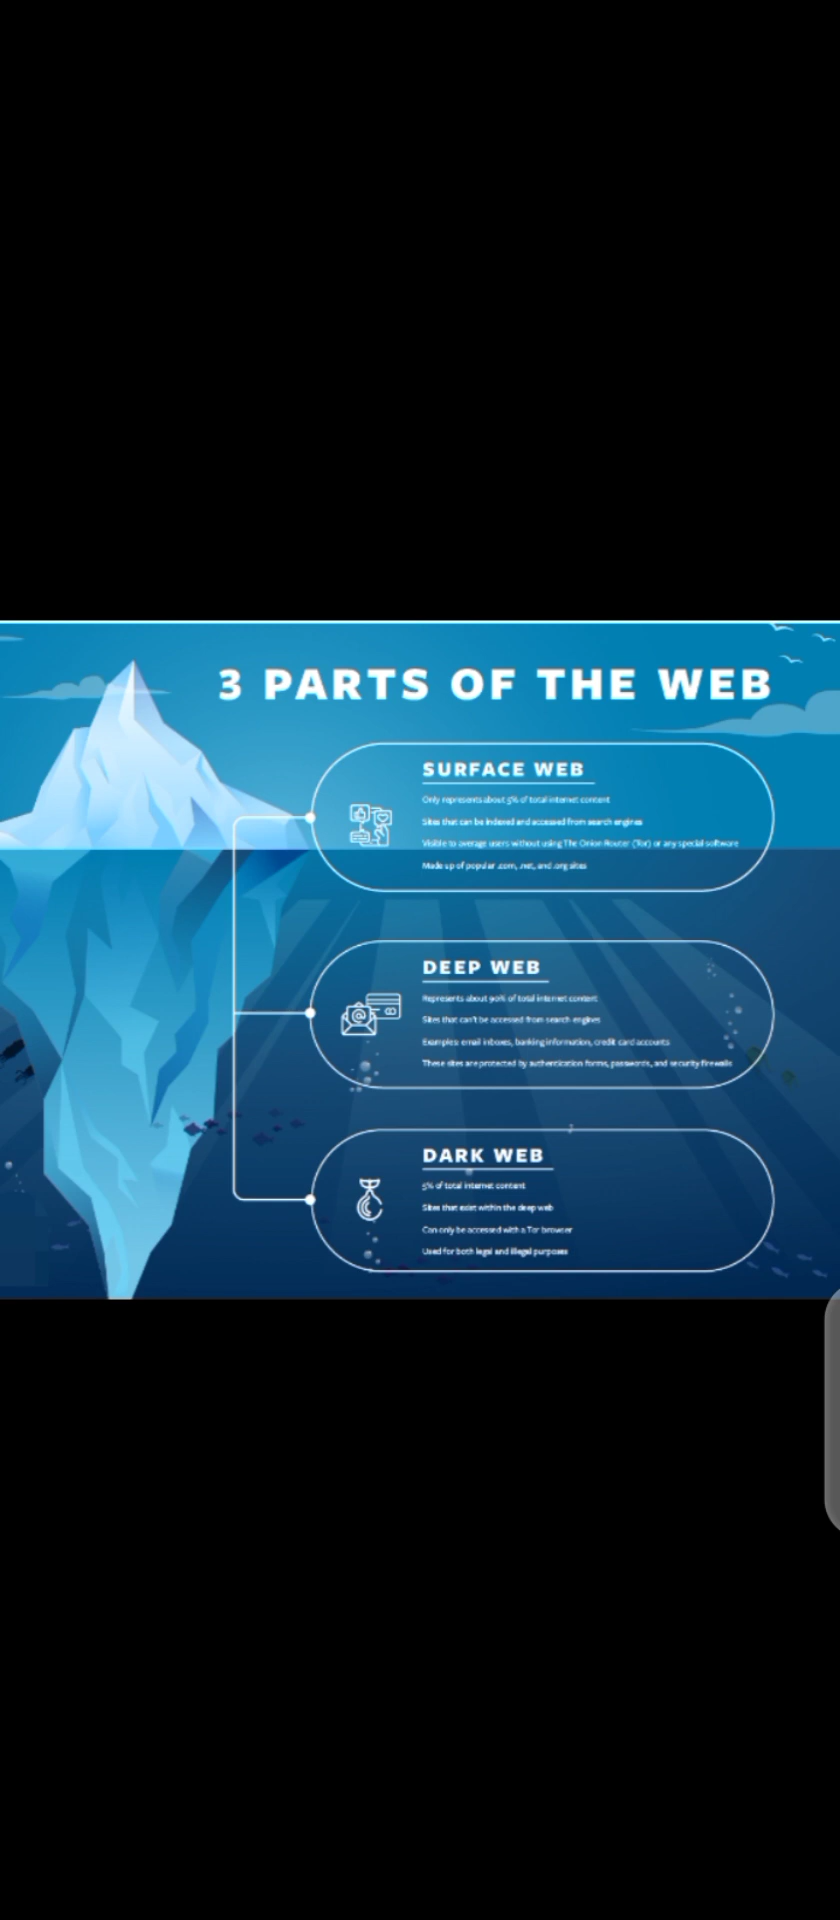 3 PARTS OF THE WEB
SURFACE WEB
Only represents about 5% of total internet content
Sites that can be indexed and accessed from search engines
Visible to average users without using The Onion Router (Tor) or any special software
Made up of popular .com, .net, and .org sites
DEEP WEB
Represents about 90% of total internet content
Sites that can't be accessed from search engines
Examples: email inboxes, banking information, credit card accounts
These sites are protected by authentication forms, passwords, and security firewalls
DARK WEB
5% of total internet content
Sites that exist within the deep web
Can only be accessed with a Tor browser
Used for both legal and illegal purposes